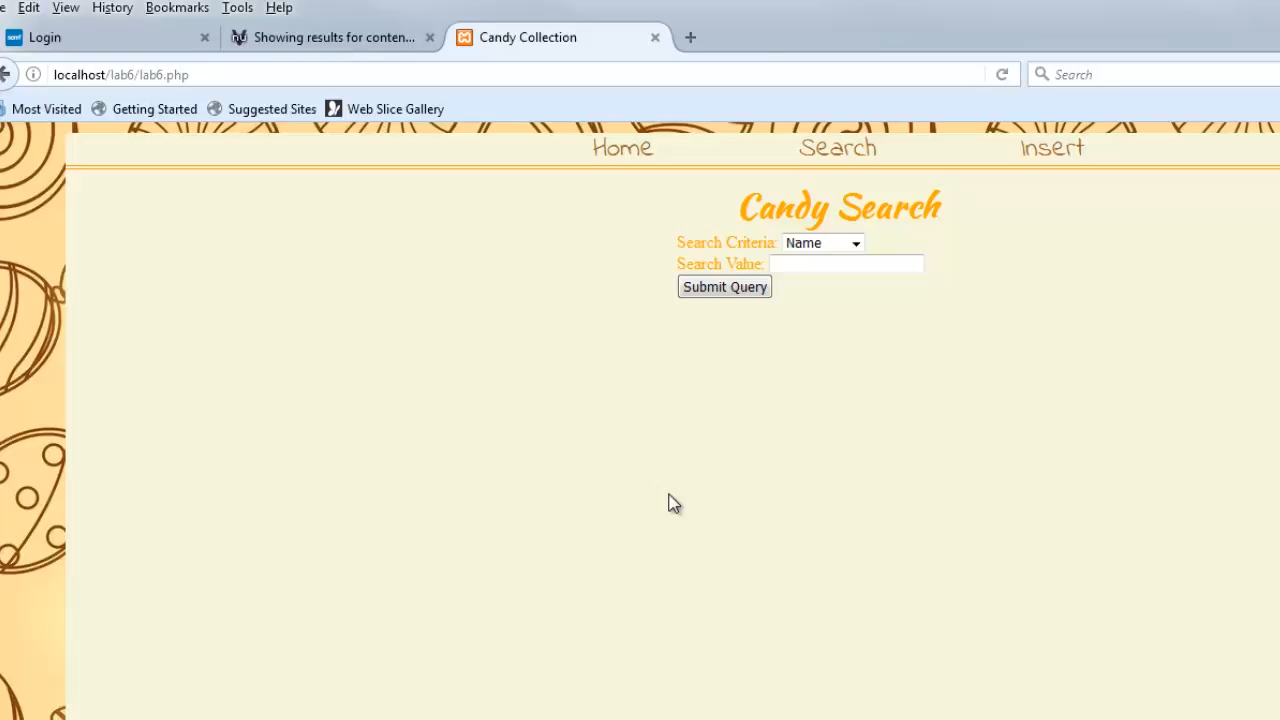 Edit View History Bookmarks Tools Help
Login Showing results for conten... Candy Collection
localhost/lab6/lab6.php Search
Most Visited Getting Started Suggested Sites Web Slice Gallery
Home Search Insert
Candy Search
Search Criteria: Name
Search Value:
Submit Query